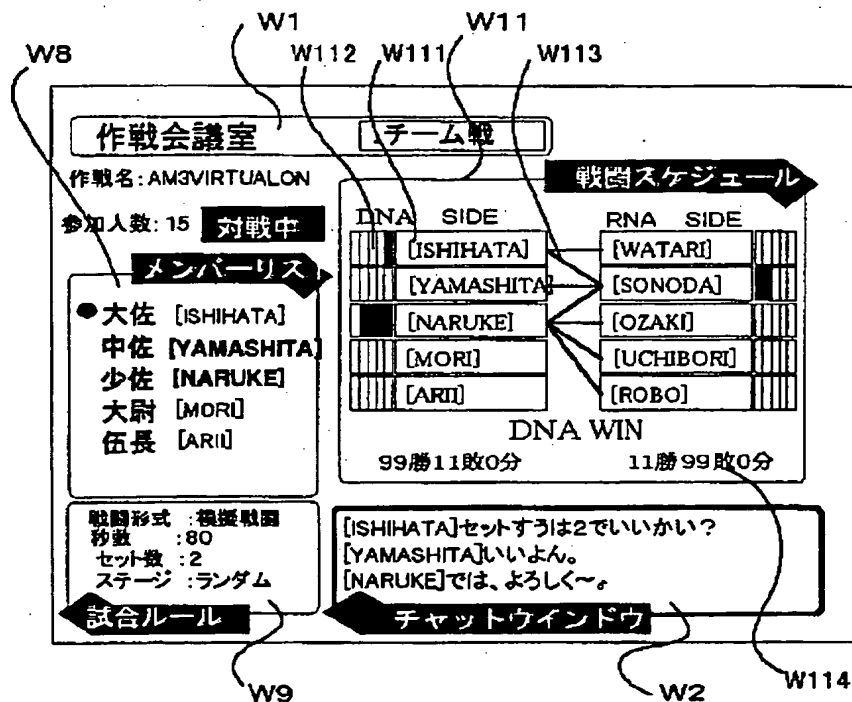 W1
W11
W8
W112
W111
W113
作戦会議室
チーム戦
作戦名:AM3VIRTUALON
戦闘スケジュール
参加人数:15 対戦中
DNA SIDE
RNA SIDE
メンバーリスト
[ISHIHATA]
[WATARI]
[YAMASHITA]
[SONODA]
[NARUKE]
[OZAKI]
[MORI]
[UCHIBORI]
[ARII]
[ROBO]
●大佐 [ISHIHATA]
中佐 [YAMASHITA]
少佐 [NARUKE]
大尉 [MORI]
伍長 [ARII]
DNA WIN
99勝11敗0分
11勝99敗0分
戦闘形式 :模擬戦闘
秒数 :80
セット数 :2
ステージ :ランダム
試合ルール
[ISHIHATA]セットすうは2でいいかい?
[YAMASHITA]いいよん。
[NARUKE]では、よろしく〜。
チャットウインドウ
W9
W2
W114